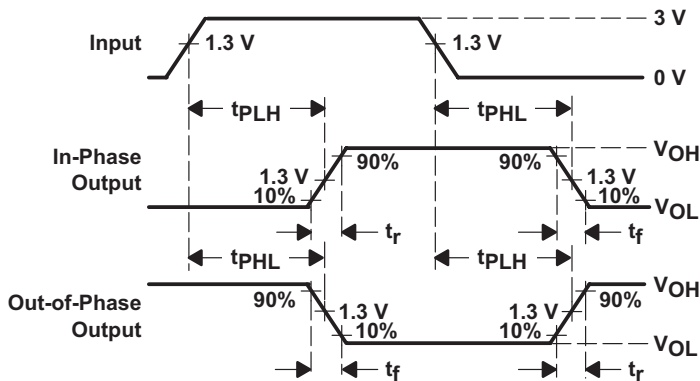 3 V
Input
1.3 V
1.3 V
0 V
tPLH
tPHL
In-Phase
Output
VOH
90%
90%
1.3 V
1.3 V
10%
10%
VOL
tr
tf
tPHL
tPLH
Out-of-Phase
Output
VOH
90%
90%
1.3 V
1.3 V
10%
10%
VOL
tf
tr